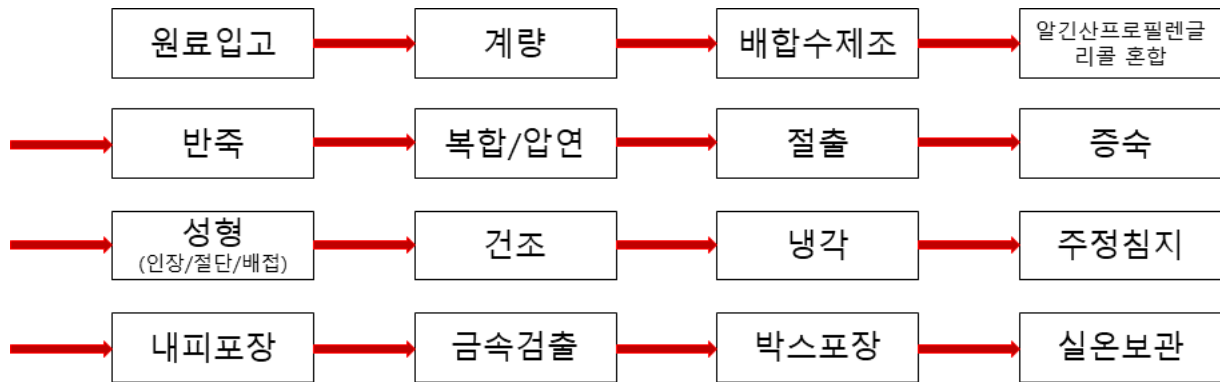 원료입고
계량
배합수제조
알긴산프로필렌글
리콜 혼합
반죽
복합/압연
절출
증숙
성형
(인장/절단/배접)
건조
냉각
주정침지
내피포장
금속검출
박스포장
실온보관